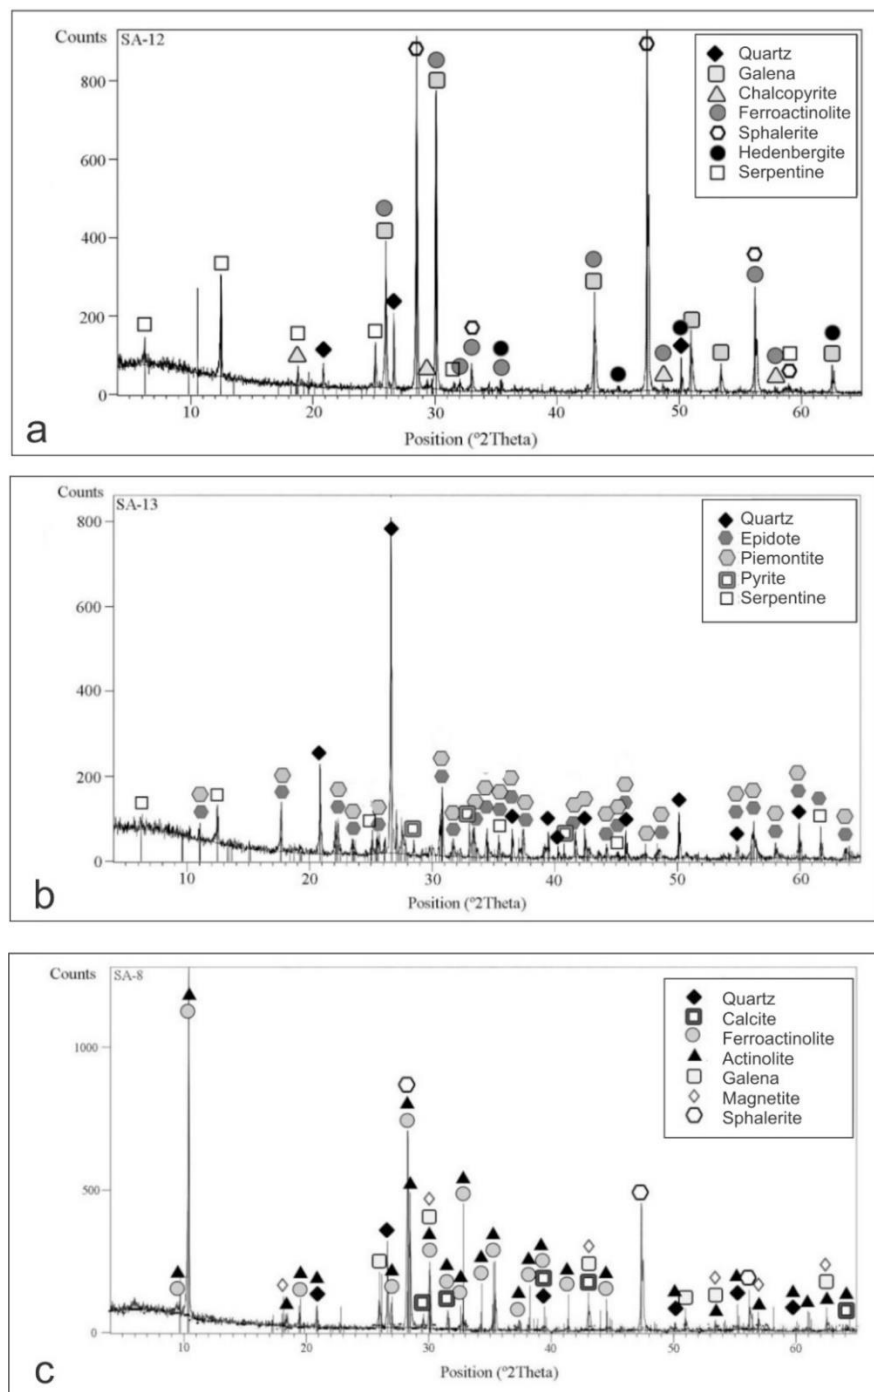 Counts
SA-12
Quartz
Galena
Chalcopyrite
Ferroactinolite
Sphalerite
Hedenbergite
Serpentine
800
600
400
200
0
10 20 30 40 50 60
Position (°2Theta)
a
Counts
SA-13
Quartz
Epidote
Piemontite
Pyrite
Serpentine
800
600
400
200
0
10 20 30 40 50 60
Position (°2Theta)
b
Counts
SA-8
Quartz
Calcite
Ferroactinolite
Actinolite
Galena
Magnetite
Sphalerite
1000
500
0
10 20 30 40 50 60
Position (°2Theta)
c